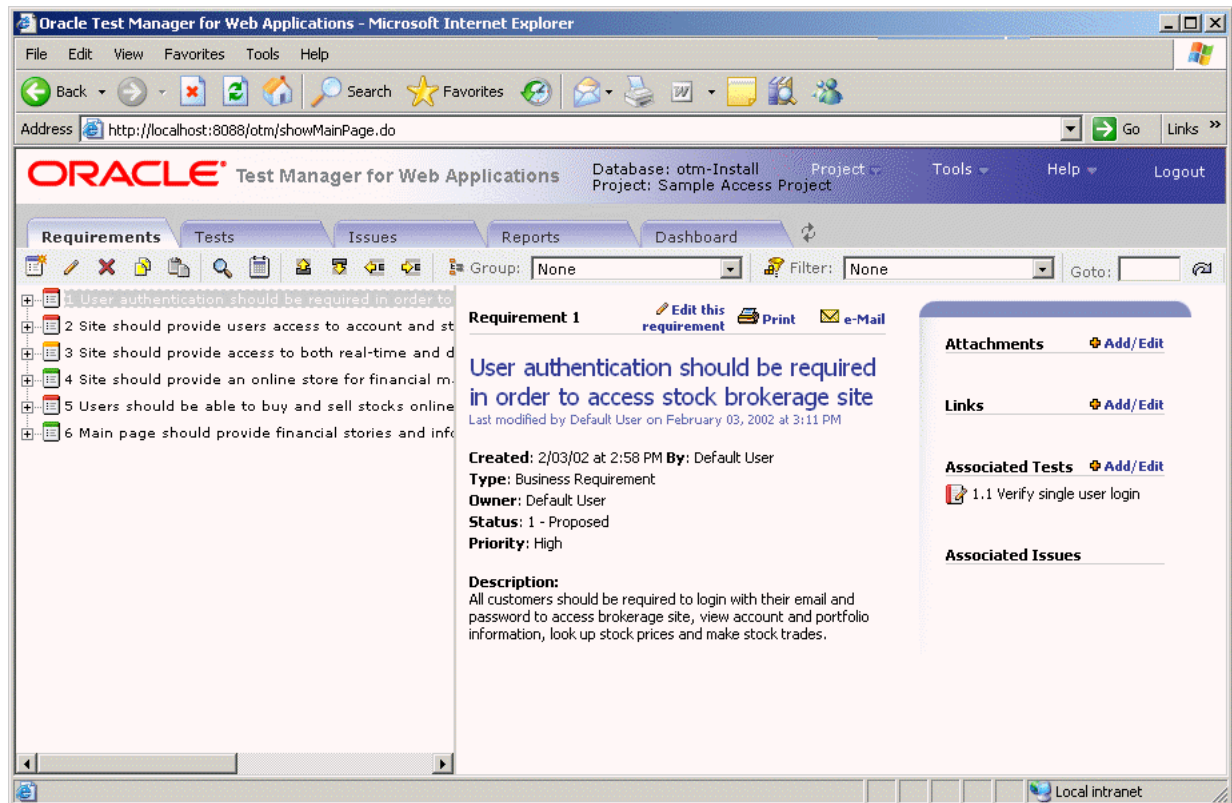 Oracle Test Manager for Web Applications - Microsoft Internet Explorer
File Edit View Favorites Tools Help
Back Search Favorites
Address http://localhost:8088/otm/showMainPage.do Go Links »
ORACLE Test Manager for Web Applications Database: otm-Install Project Tools Help Logout
Project: Sample Access Project
Requirements Tests Issues Reports Dashboard
Group: None Filter: None Goto:
1 User authentication should be required in order to
2 Site should provide users access to account and st
3 Site should provide access to both real-time and d
4 Site should provide an online store for financial m
5 Users should be able to buy and sell stocks online
6 Main page should provide financial stories and info
Requirement 1 Edit this requirement Print e-Mail
User authentication should be required
in order to access stock brokerage site
Last modified by Default User on February 03, 2002 at 3:11 PM
Created: 2/03/02 at 2:58 PM By: Default User
Type: Business Requirement
Owner: Default User
Status: 1 - Proposed
Priority: High
Description:
All customers should be required to login with their email and
password to access brokerage site, view account and portfolio
information, look up stock prices and make stock trades.
Attachments Add/Edit
Links Add/Edit
Associated Tests Add/Edit
1.1 Verify single user login
Associated Issues
Local intranet